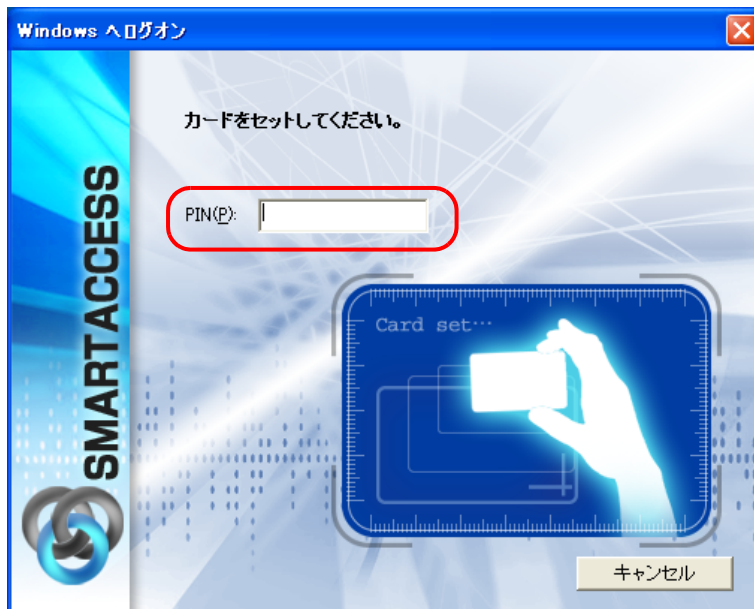 Windows へログオン
カードをセットしてください。
PIN(P):
SMARTACCESS
Card set…
キャンセル